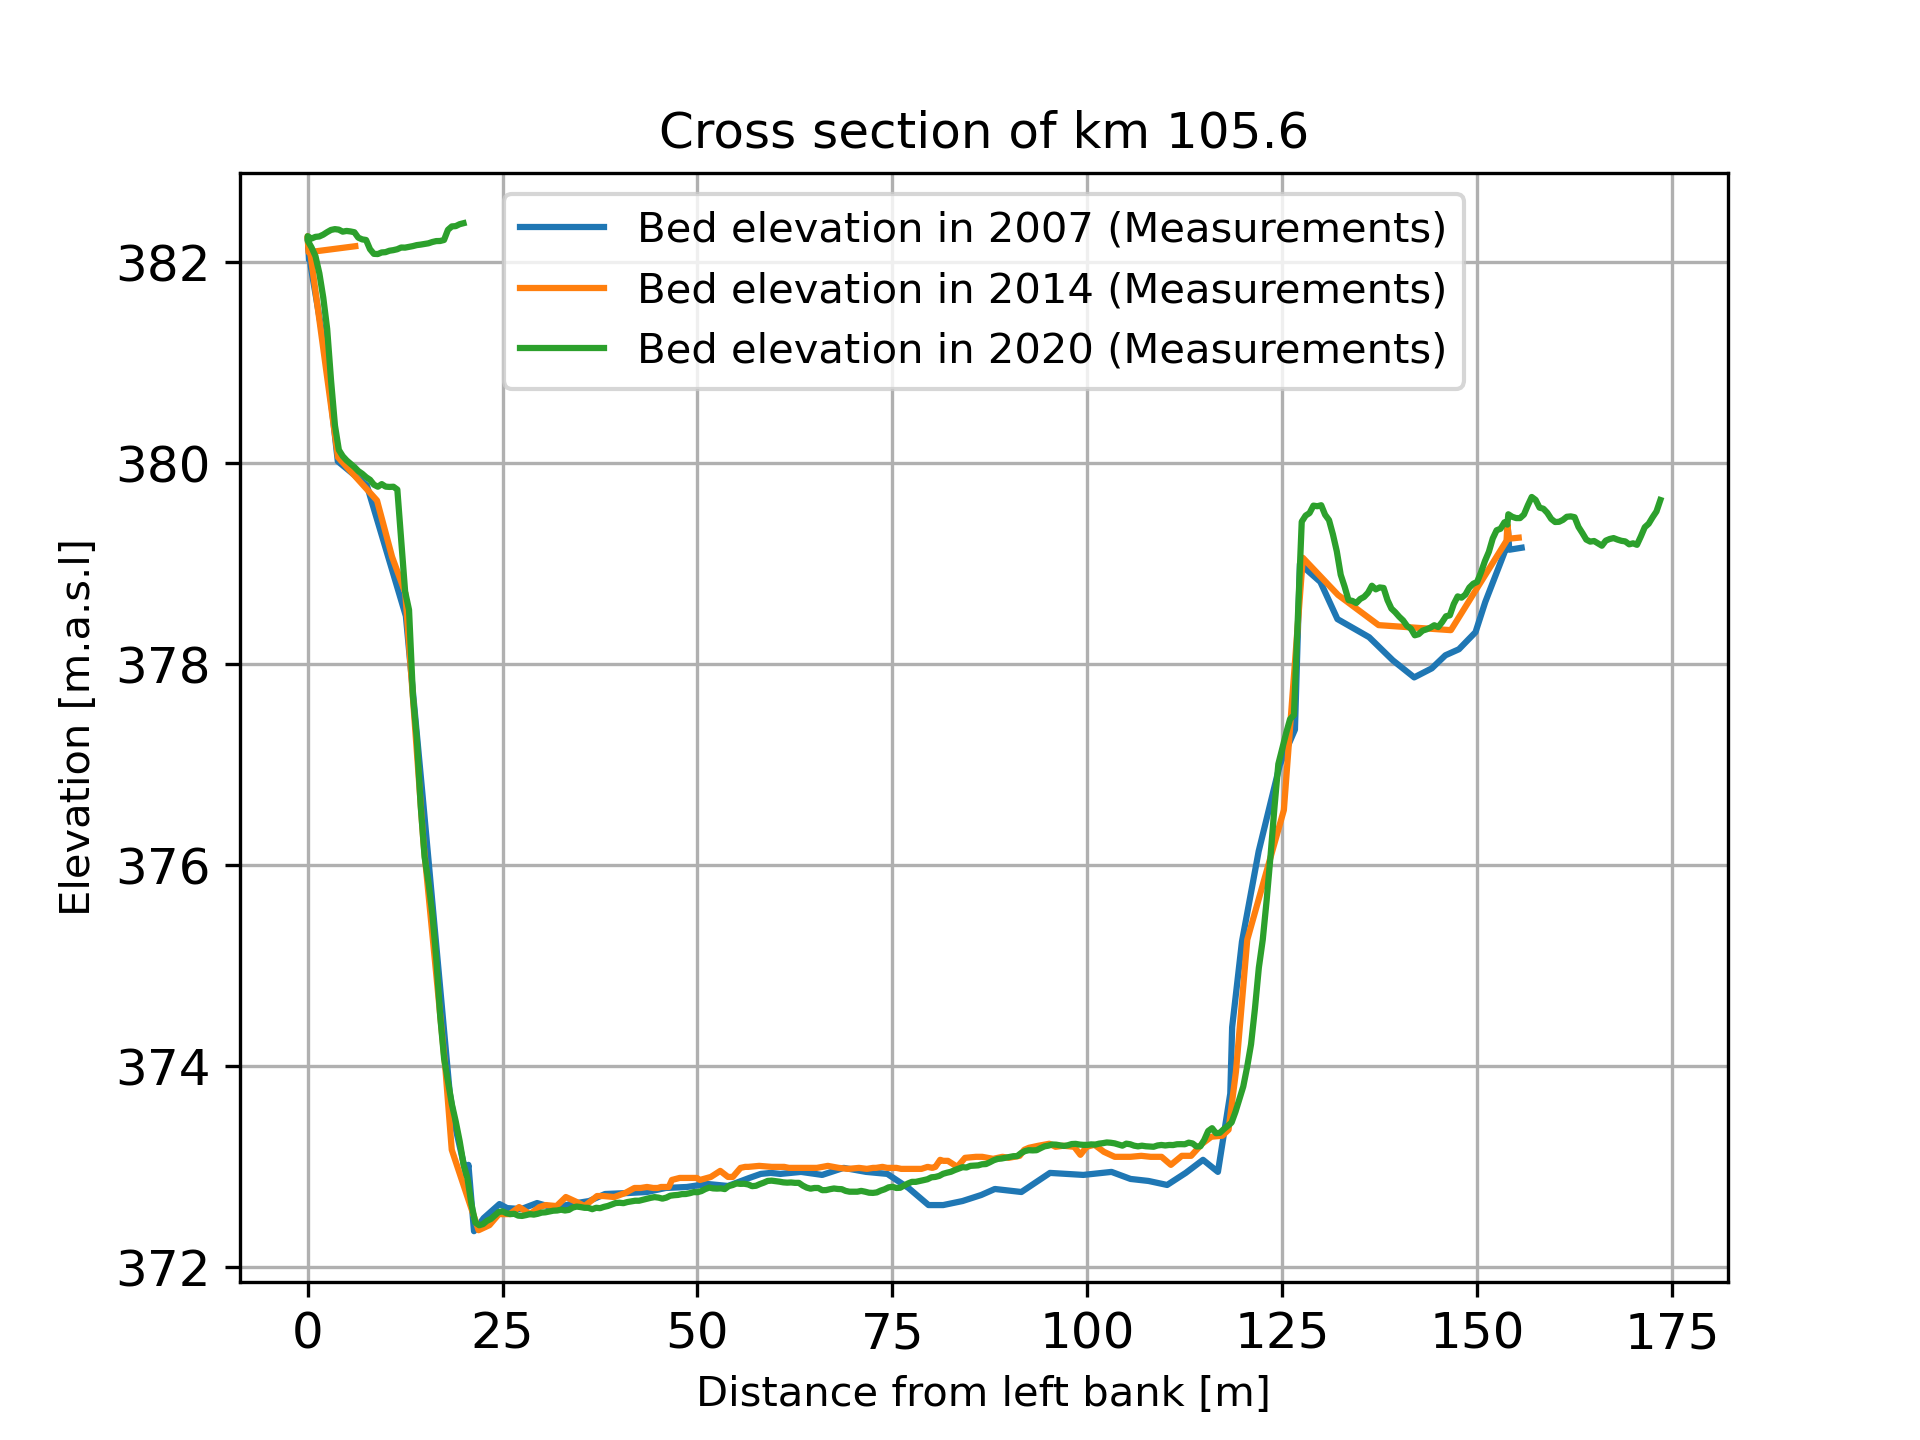 Cross section of km 105.6
Bed elevation in 2007 (Measurements)
Bed elevation in 2014 (Measurements)
Bed elevation in 2020 (Measurements)
Elevation [m.a.s.l]
382
380
378
376
374
372
0 25 50 75 100 125 150 175
Distance from left bank [m]